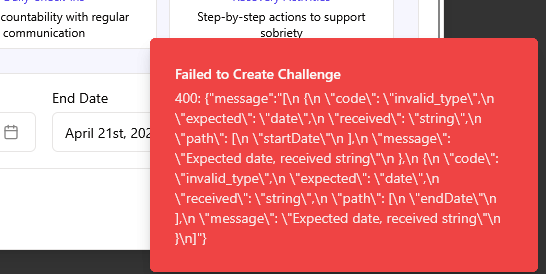 countability with regular
communication
Step-by-step actions to support
sobriety
End Date
April 21st, 202
Failed to Create Challenge
400: {"message":"[\n {\n \"code\": \"invalid_type\",\n
\"expected\": \"date\",\n \"received\": \"string\",\n
\"path\": [\n \"startDate\"\n ],\n \"message\":
\"Expected date, received string\"\n },\n {\n \"code\":
\"invalid_type\",\n \"expected\": \"date\",\n
\"received\": \"string\",\n \"path\": [\n \"endDate\"\n
],\n \"message\": \"Expected date, received string\"\n
}\n]"}